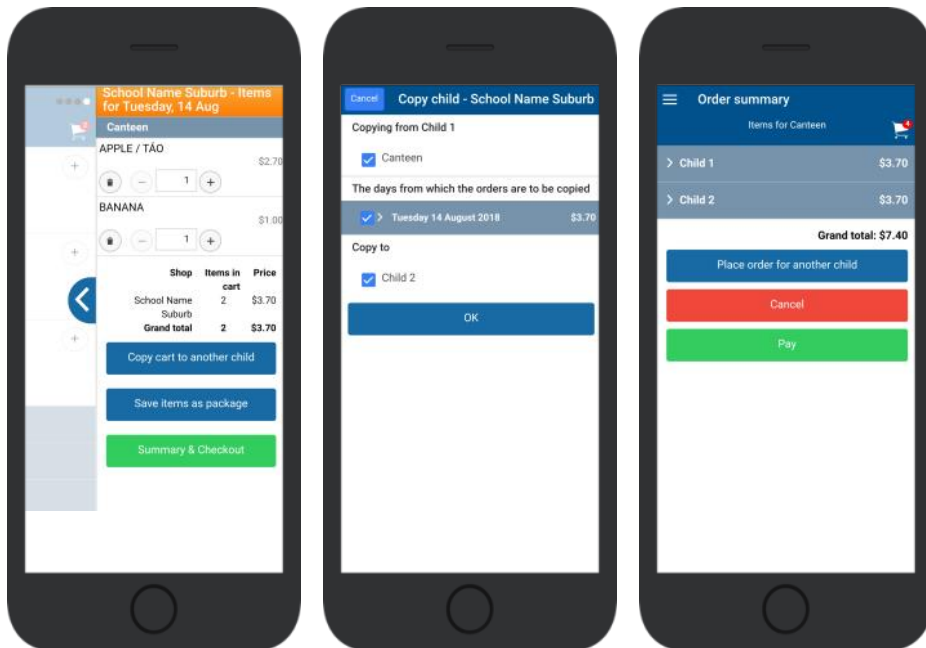 School Name Suburb - Items
for Tuesday, 14 Aug
Canteen
APPLE / TÁO
$2.70
1
BANANA
$1.00
1
Shop Items in Price
cart
School Name 2 $3.70
Suburb
Grand total 2 $3.70
Copy cart to another child
Save items as package
Summary & Checkout
Cancel Copy child - School Name Suburb
Copying from Child 1
Canteen
The days from which the orders are to be copied
Tuesday 14 August 2018 $3.70
Copy to
Child 2
OK
Order summary
Items for Canteen
4
Child 1 $3.70
Child 2 $3.70
Grand total: $7.40
Place order for another child
Cancel
Pay